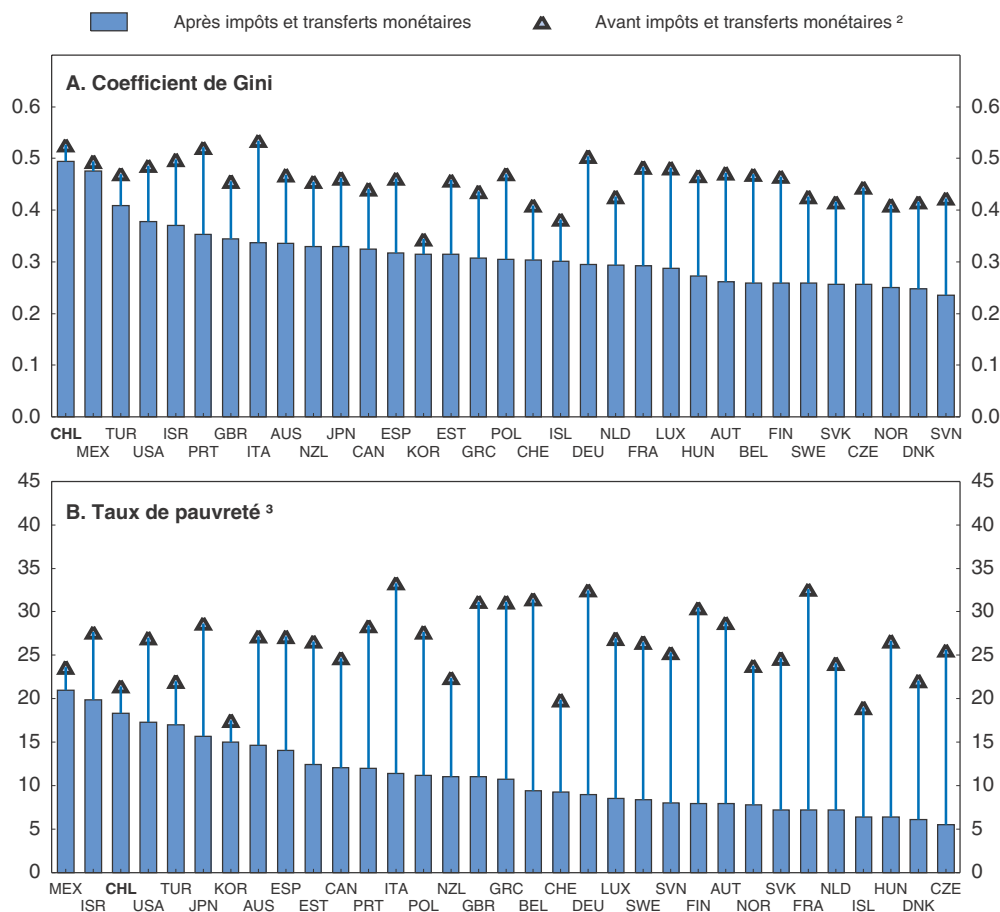 Après impôts et transferts monétaires Avant impôts et transferts monétaires ²
A. Coefficient de Gini
0.6 0.6
0.5 0.5
0.4 0.4
0.3 0.3
0.2 0.2
0.1 0.1
0.0 0.0
CHL TUR ISR GBR AUS JPN ESP EST POL ISL NLD LUX AUT FIN SVK NOR SVN
MEX USA PRT ITA NZL CAN KOR GRC CHE DEU FRA HUN BEL SWE CZE DNK
45 45
B. Taux de pauvreté ³
40 40
35 35
30 30
25 25
20 20
15 15
10 10
5 5
0 0
MEX CHL TUR KOR ESP CAN ITA NZL GRC CHE LUX SVN AUT SVK NLD HUN CZE
ISR USA JPN AUS EST PRT POL GBR BEL DEU SWE FIN NOR FRA ISL DNK